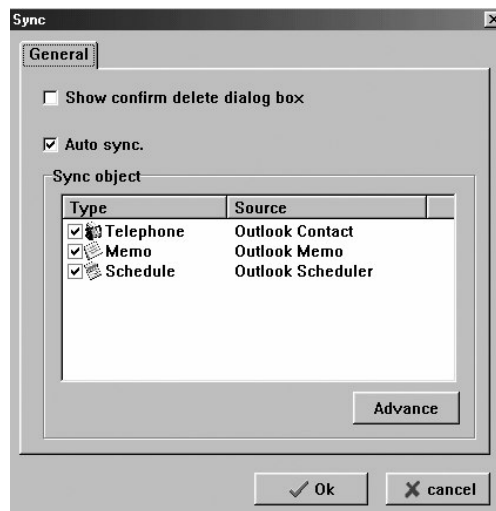 Sync
General
Show confirm delete dialog box
Auto sync.
Sync object
Type Source
Telephone Outlook Contact
Memo Outlook Memo
Schedule Outlook Scheduler
Advance
Ok cancel